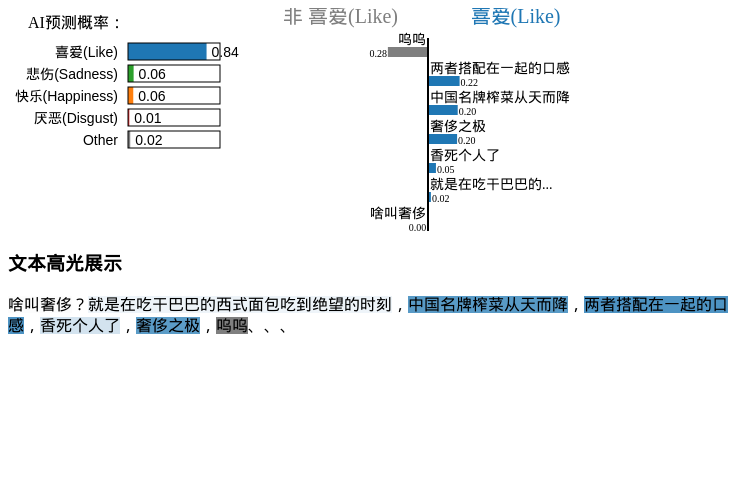 AI预测概率：
喜爱(Like) 0.84
悲伤(Sadness) 0.06
快乐(Happiness) 0.06
厌恶(Disgust) 0.01
Other 0.02
非 喜爱(Like) 喜爱(Like)
呜呜
0.28
两者搭配在一起的口感
0.22
中国名牌榨菜从天而降
0.20
奢侈之极
0.20
香死个人了
0.05
就是在吃干巴巴的...
0.02
啥叫奢侈
0.00
文本高光展示
啥叫奢侈？就是在吃干巴巴的西式面包吃到绝望的时刻，中国名牌榨菜从天而降，两者搭配在一起的口
感，香死个人了，奢侈之极，呜呜、、、